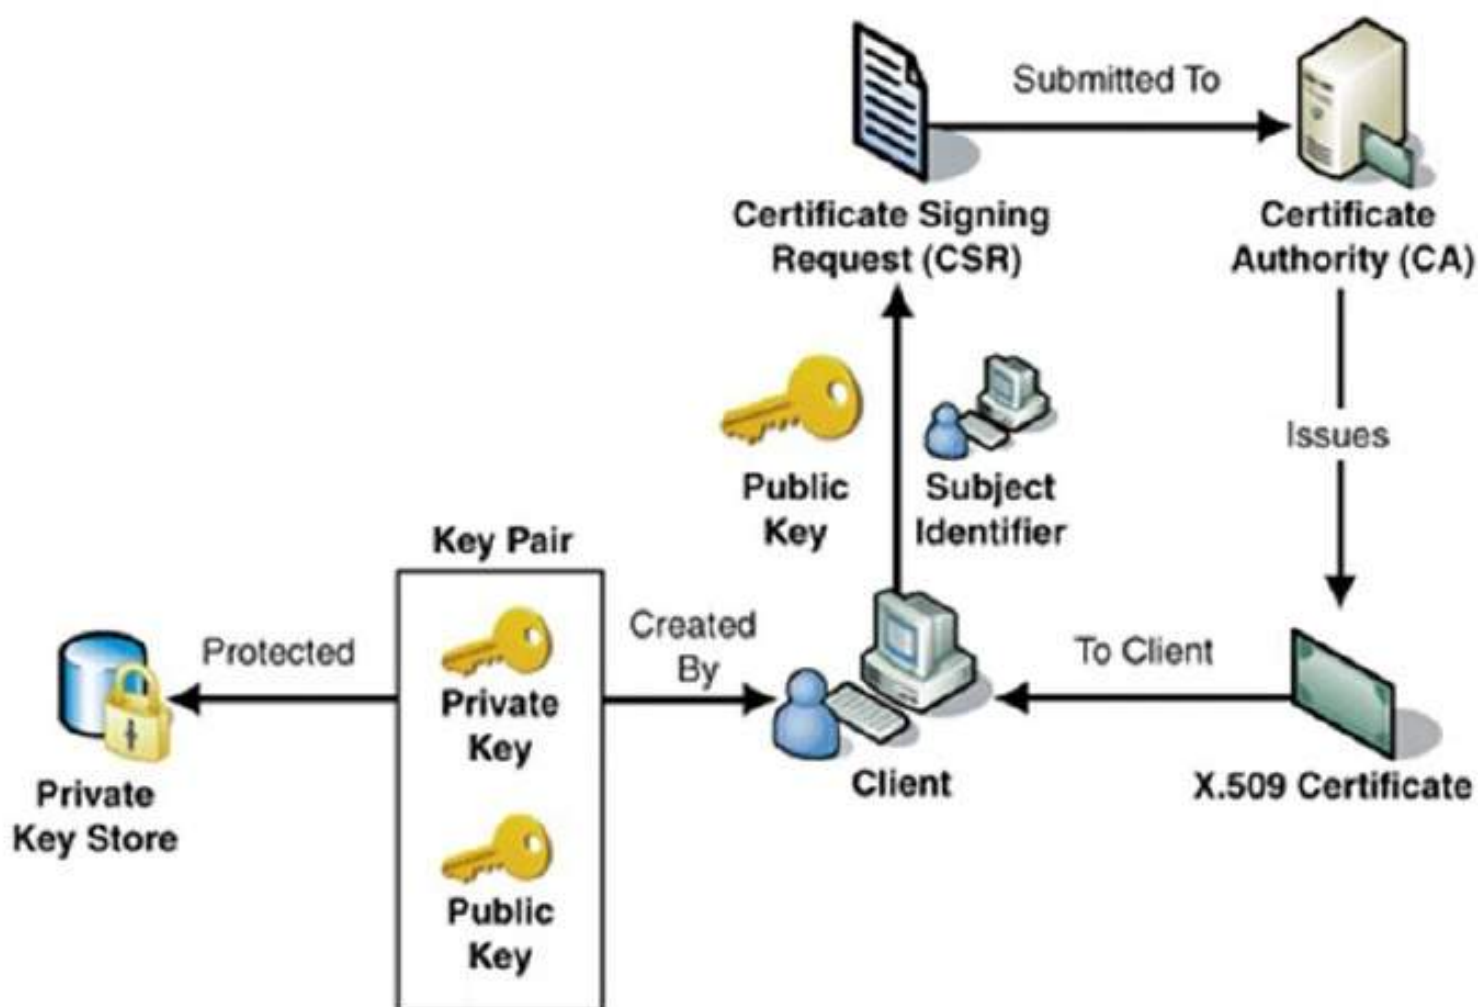 Submitted To
Certificate Signing
Request (CSR)
Certificate
Authority (CA)
Public
Key
Subject
Identifier
Issues
Key Pair
Protected
Private
Key
Created
By
To Client
Private
Key Store
Client
X.509 Certificate
Public
Key